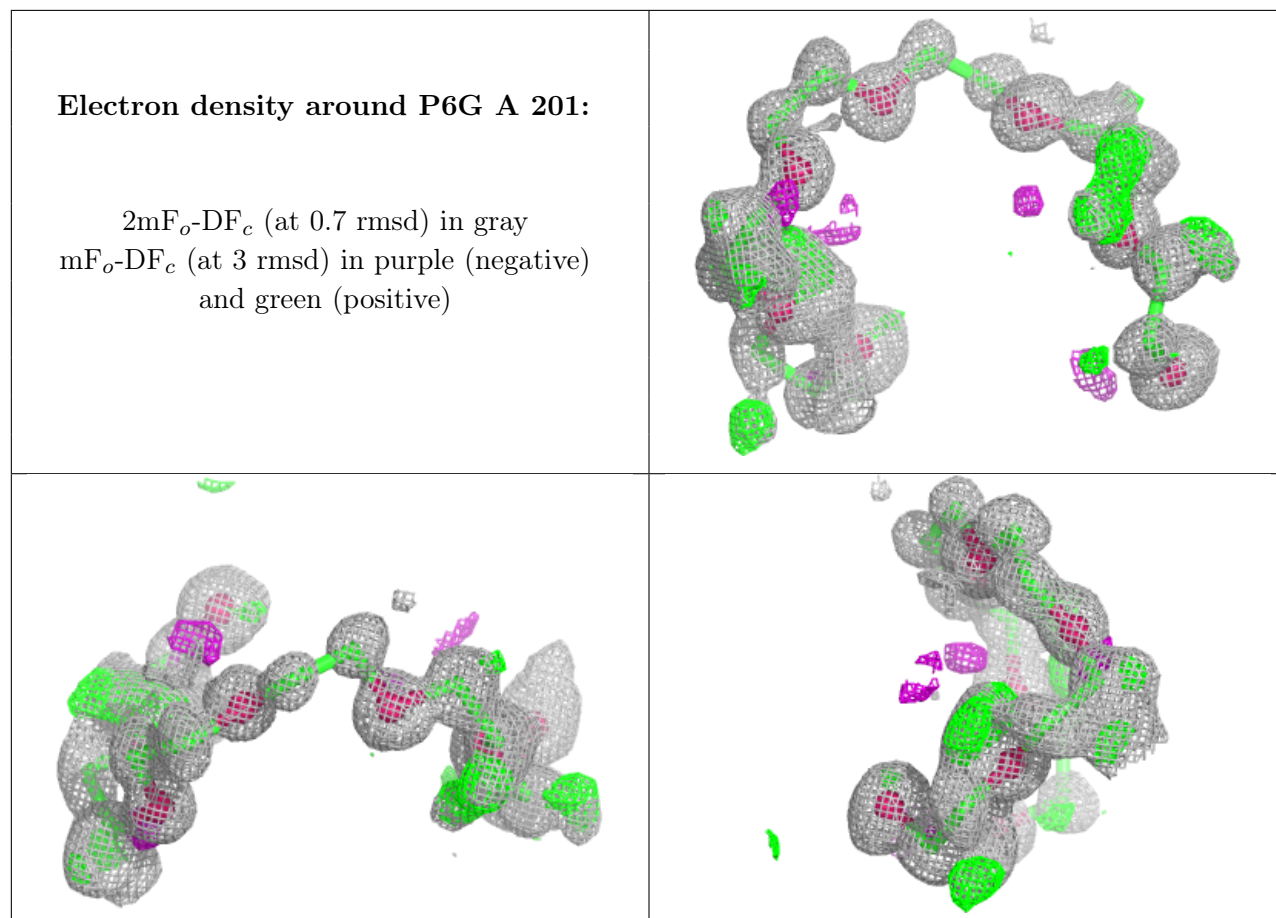 Electron density around P6G A 201:
2mFo-DFc (at 0.7 rmsd) in gray
mFo-DFc (at 3 rmsd) in purple (negative)
and green (positive)